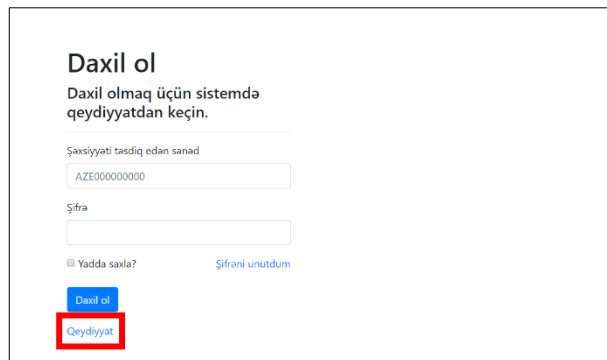 Daxil ol
Daxil olmaq üçün sistemdə
qeydiyyatdan keçin.
Şəxsiyyəti təsdiq edən sənəd
AZE000000000
Şifrə
Yadda saxla?
Şifrəni unutdum
Daxil ol
Qeydiyyat